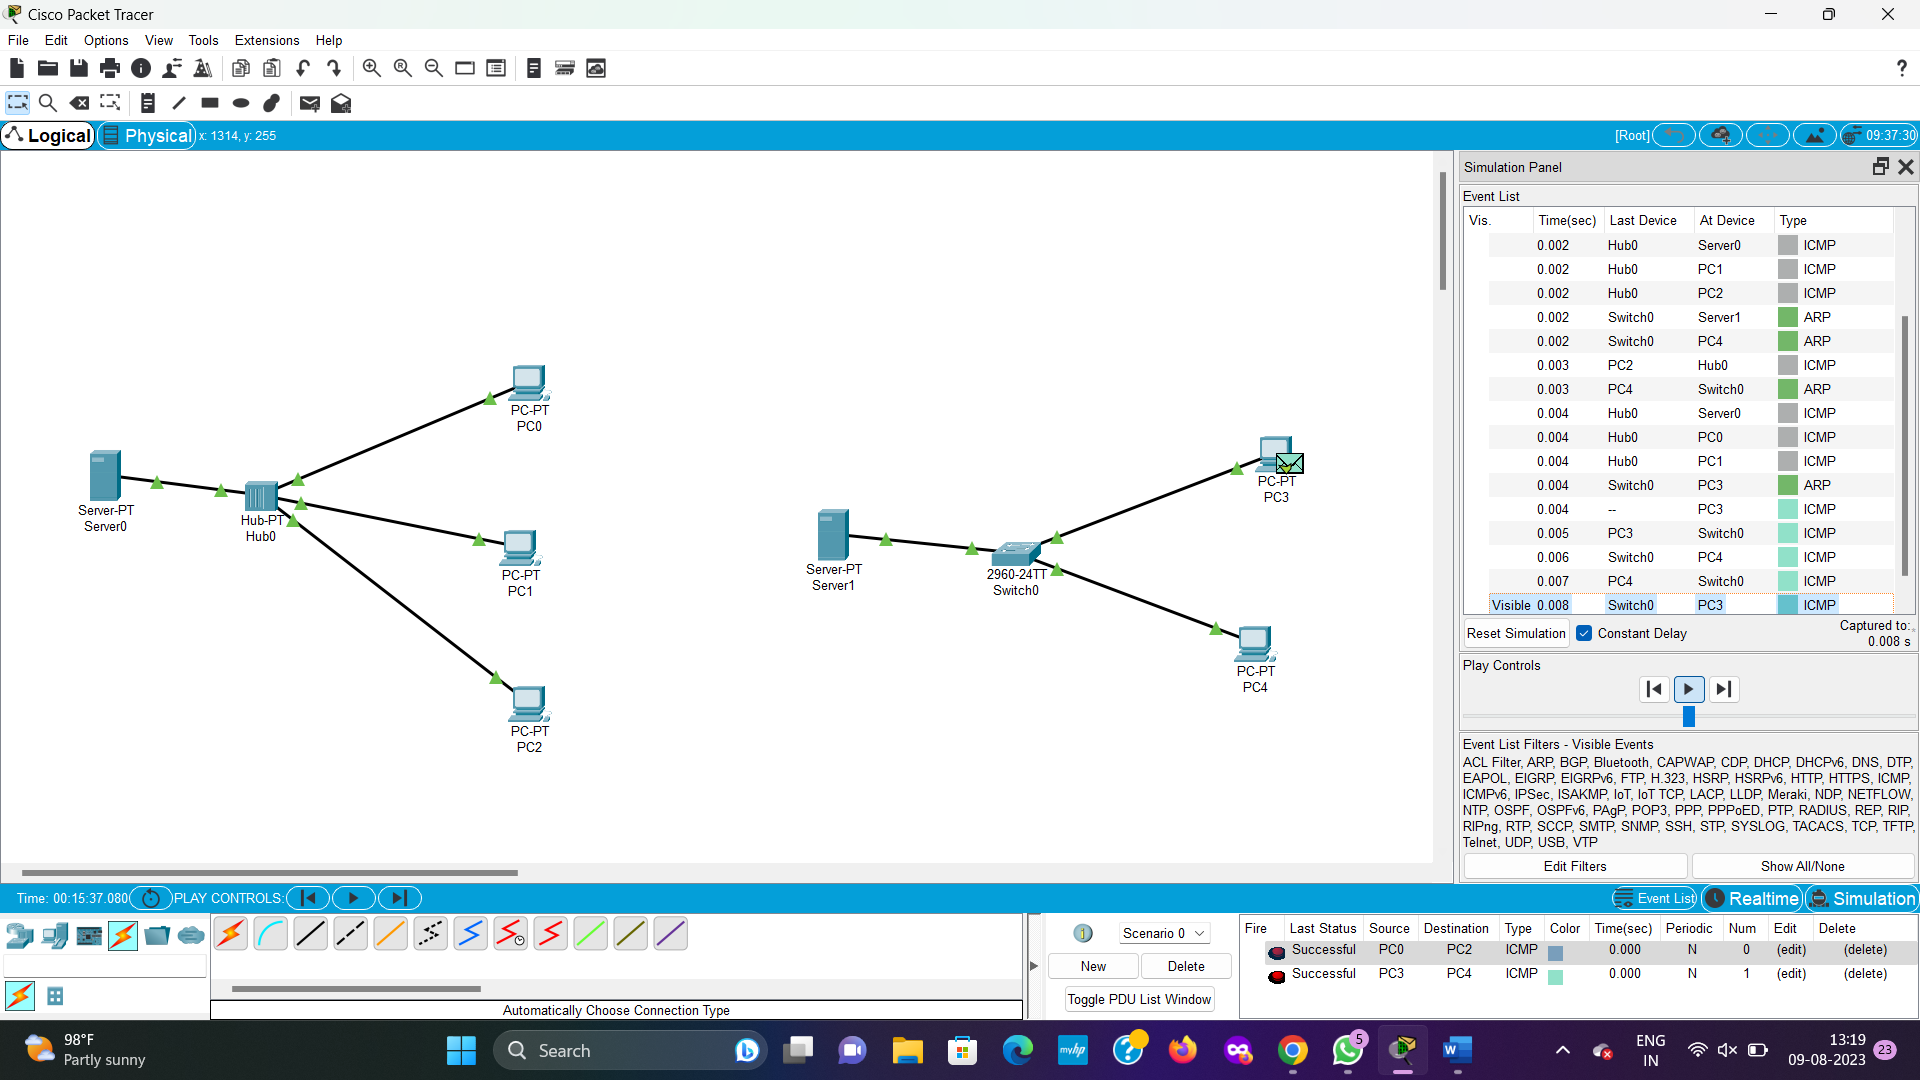 Cisco Packet Tracer
File Edit Options View Tools Extensions Help
Logical Physical x: 1314, y: 255 [Root] 09:37:30
PC-PT
PC0
Server-PT
Server0
Hub-PT
Hub0
PC-PT
PC1
PC-PT
PC2
PC-PT
PC3
Server-PT
Server1
2960-24TT
Switch0
PC-PT
PC4
Simulation Panel
Event List
Vis. Time(sec) Last Device At Device Type
0.002 Hub0 Server0 ICMP
0.002 Hub0 PC1 ICMP
0.002 Hub0 PC2 ICMP
0.002 Switch0 Server1 ARP
0.002 Switch0 PC4 ARP
0.003 PC2 Hub0 ICMP
0.003 PC4 Switch0 ARP
0.004 Hub0 Server0 ICMP
0.004 Hub0 PC0 ICMP
0.004 Hub0 PC1 ICMP
0.004 Switch0 PC3 ARP
0.004 -- PC3 ICMP
0.005 PC3 Switch0 ICMP
0.006 Switch0 PC4 ICMP
0.007 PC4 Switch0 ICMP
Visible 0.008 Switch0 PC3 ICMP
Reset Simulation Constant Delay Captured to:
0.008 s
Play Controls
Event List Filters - Visible Events
ACL Filter, ARP, BGP, Bluetooth, CAPWAP, CDP, DHCP, DHCPv6, DNS, DTP,
EAPOL, EIGRP, EIGRPv6, FTP, H.323, HSRP, HSRPv6, HTTP, HTTPS, ICMP,
ICMPv6, IPSec, ISAKMP, IoT, IoT TCP, LACP, LLDP, Meraki, NDP, NETFLOW,
NTP, OSPF, OSPFv6, PAgP, POP3, PPP, PPPoED, PTP, RADIUS, REP, RIP,
RIPng, RTP, SCCP, SMTP, SNMP, SSH, STP, SYSLOG, TACACS, TCP, TFTP,
Telnet, UDP, USB, VTP
Edit Filters Show All/None
Time: 00:15:37.080 PLAY CONTROLS: Event List Realtime Simulation
Automatically Choose Connection Type
Scenario 0
New Delete
Toggle PDU List Window
Fire Last Status Source Destination Type Color Time(sec) Periodic Num Edit Delete
Successful PC0 PC2 ICMP 0.000 N 0 (edit) (delete)
Successful PC3 PC4 ICMP 0.000 N 1 (edit) (delete)
98°F
Partly sunny
Search
myhp
5
ENG
IN
13:19
09-08-2023
23